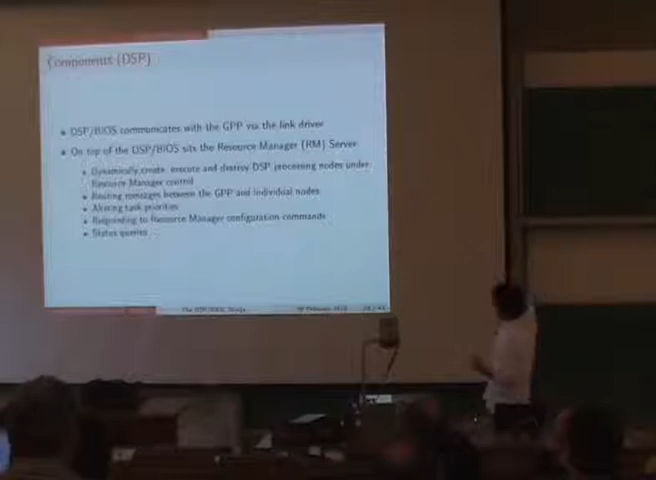 Components (DSP)
DSP/BIOS communicates with the GPP via the link driver
On top of the DSP/BIOS sits the Resource Manager (RM) Server
Dynamically create, execute and destroy DSP processing nodes under
Resource Manager control
Routing messages between the GPP and individual nodes
Altering task priorities
Responding to Resource Manager configuration commands
Status queries